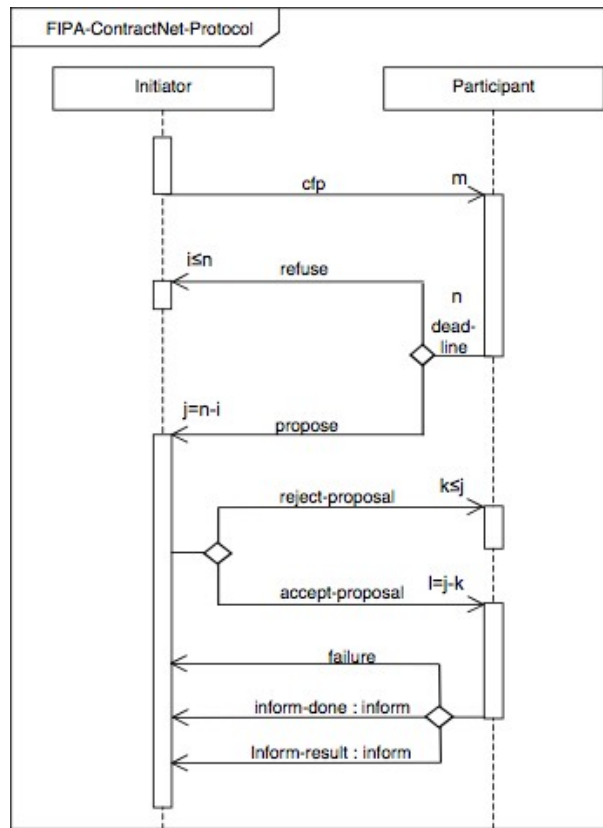 FIPA-ContractNet-Protocol
Initiator
Participant
cfp
m
i≤n
refuse
n
dead-
line
j=n-i
propose
reject-proposal
k≤j
accept-proposal
l=j-k
failure
inform-done : inform
Inform-result : inform